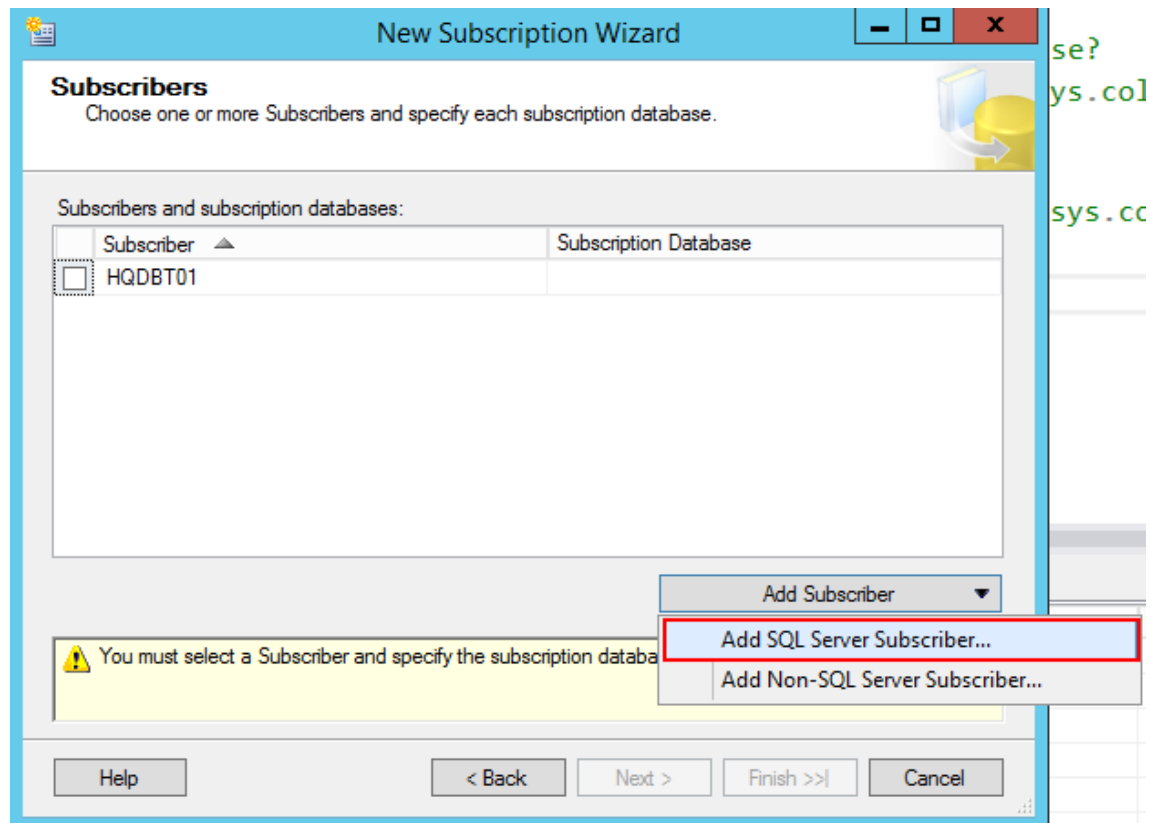 New Subscription Wizard
se?
Subscribers
Choose one or more Subscribers and specify each subscription database.
ys.col
Subscribers and subscription databases:
sys.cc
Subscriber Subscription Database
HQDBT01
Add Subscriber
Add SQL Server Subscriber...
You must select a Subscriber and specify the subscription databa
Add Non-SQL Server Subscriber...
Help < Back Next > Finish >>| Cancel